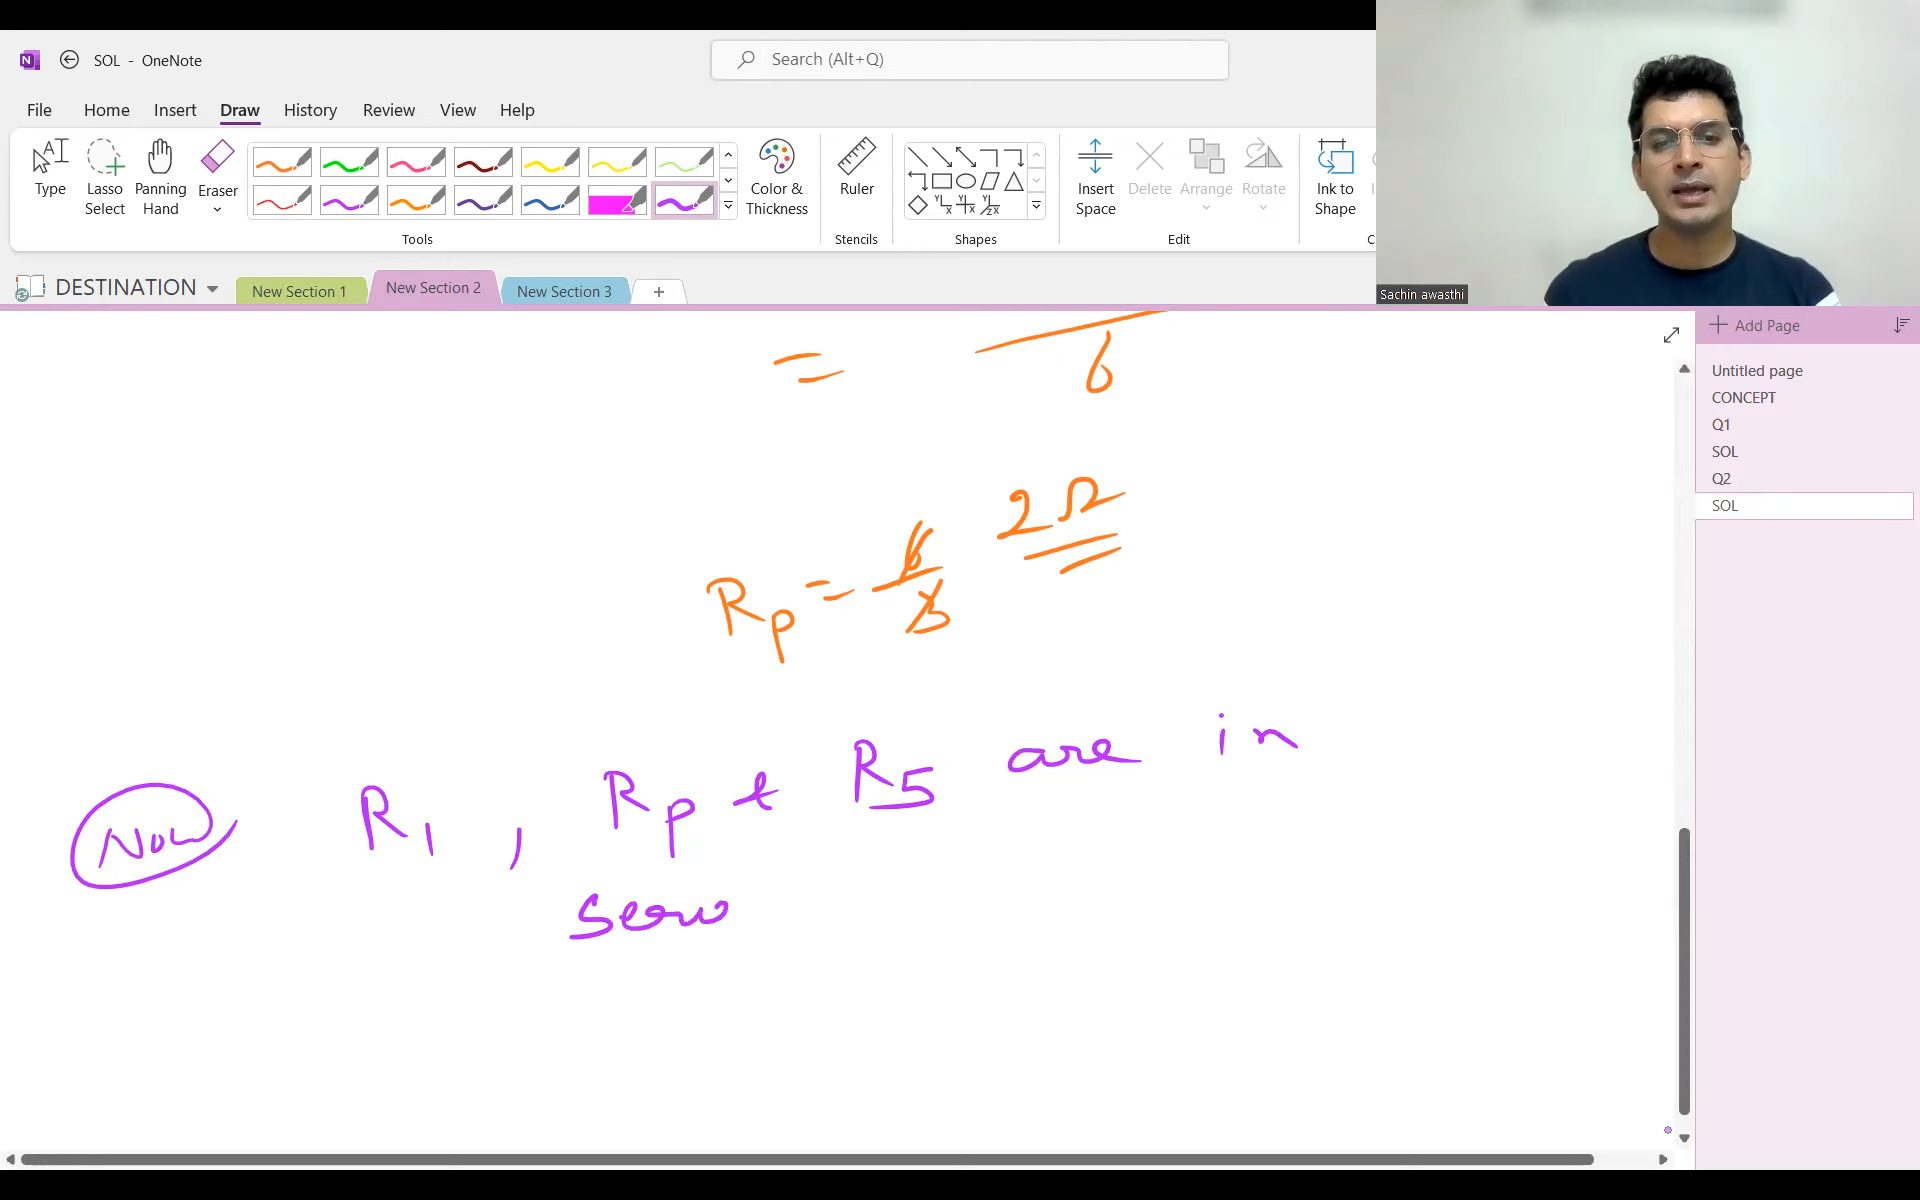 SOL - OneNote
Search (Alt+Q)
File Home Insert Draw History Review View Help
Type
Lasso Select
Panning Hand
Eraser
Color & Thickness
Ruler
Insert Space
Delete
Arrange
Rotate
Ink to Shape
Tools
Stencils
Shapes
Edit
Sachin awasthi
DESTINATION
New Section 1
New Section 2
New Section 3
+
Add Page
Untitled page
CONCEPT
Q1
SOL
Q2
SOL
= 6
2Ω
Rp = 6/3
Now R1, Rp & R5 are in